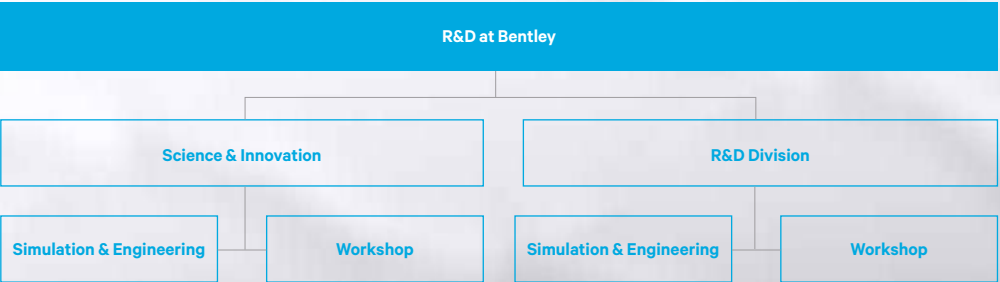 R&D at Bentley
Science & Innovation
R&D Division
Simulation & Engineering
Workshop
Simulation & Engineering
Workshop